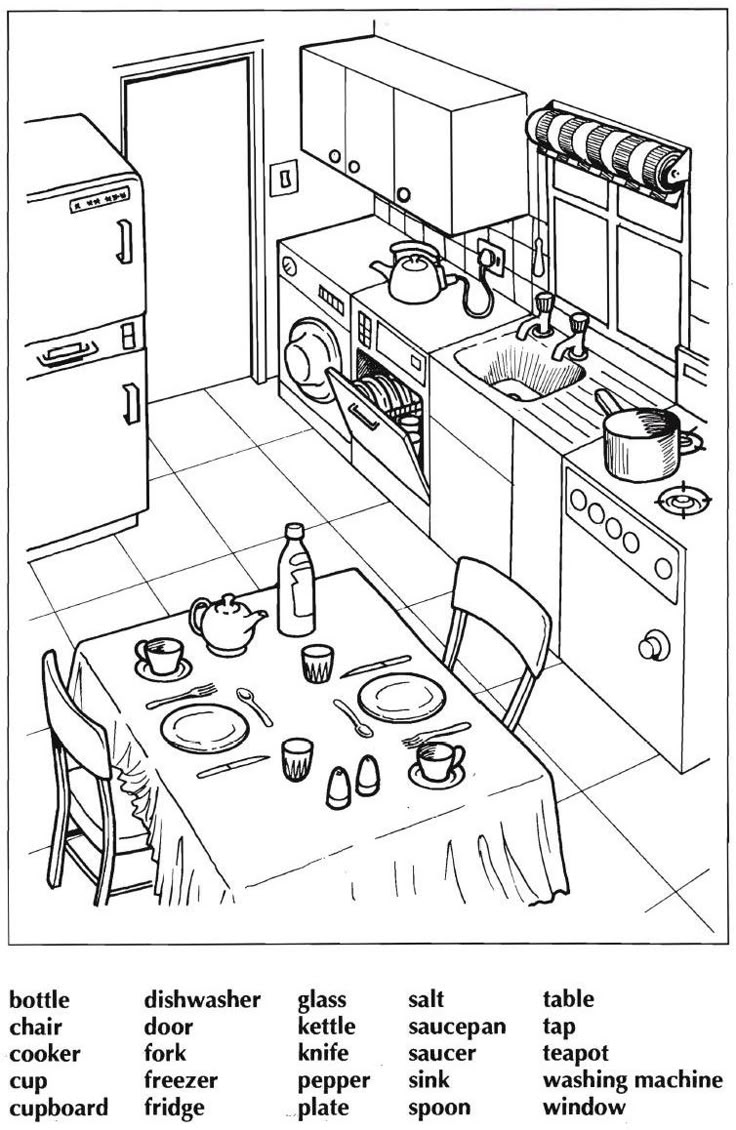 bottle dishwasher glass salt table
chair door kettle saucepan tap
cooker fork knife saucer teapot
cup freezer pepper sink washing machine
cupboard fridge plate spoon window